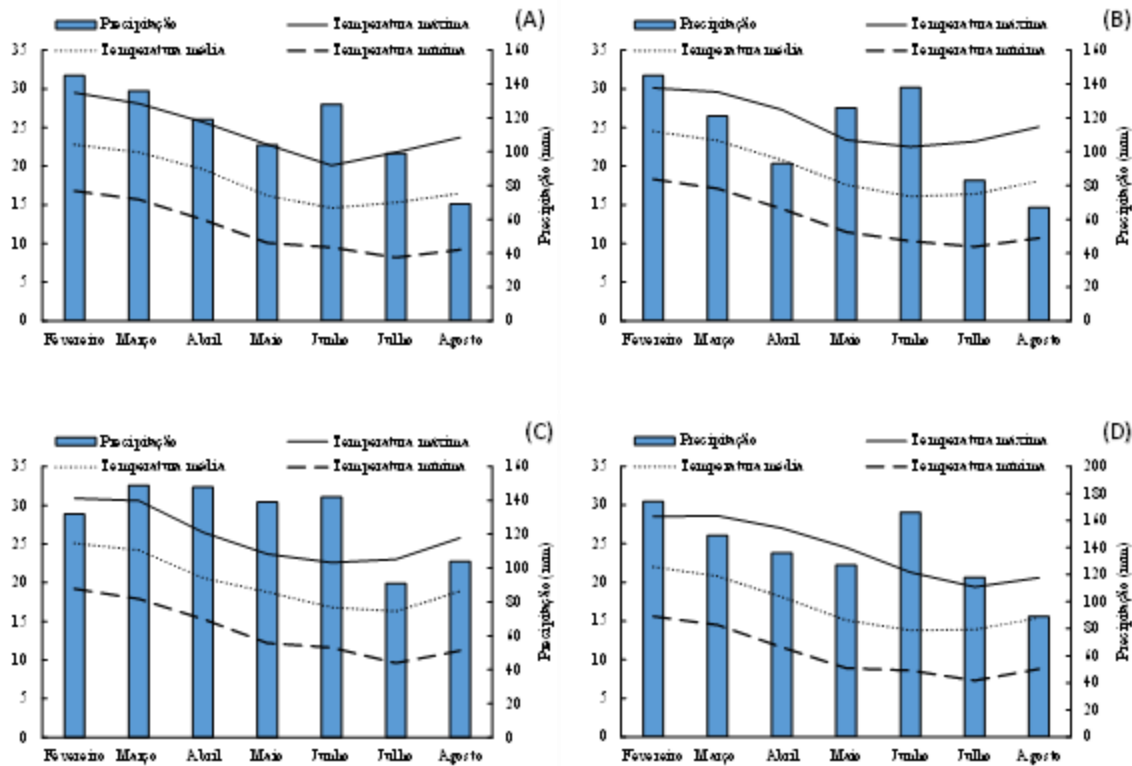 (A)
Precipitação Temperatura máxima
Temperatura média Temperatura mínima
35 160
30 140
25 120
20 100
15 80
10 60
5 40
0 20
0
Precipitação (mm)
Fevereiro Março Abril Maio Junho Julho Agosto
(B)
Precipitação Temperatura máxima
Temperatura média Temperatura mínima
35 160
30 140
25 120
20 100
15 80
10 60
5 40
0 20
0
Precipitação (mm)
Fevereiro Março Abril Maio Junho Julho Agosto
(C)
Precipitação Temperatura máxima
Temperatura média Temperatura mínima
35 160
30 140
25 120
20 100
15 80
10 60
5 40
0 20
0
Precipitação (mm)
Fevereiro Março Abril Maio Junho Julho Agosto
(D)
Precipitação Temperatura máxima
Temperatura média Temperatura mínima
35 200
30 180
25 160
20 140
15 120
10 100
5 80
0 60
40
20
0
Precipitação (mm)
Fevereiro Março Abril Maio Junho Julho Agosto